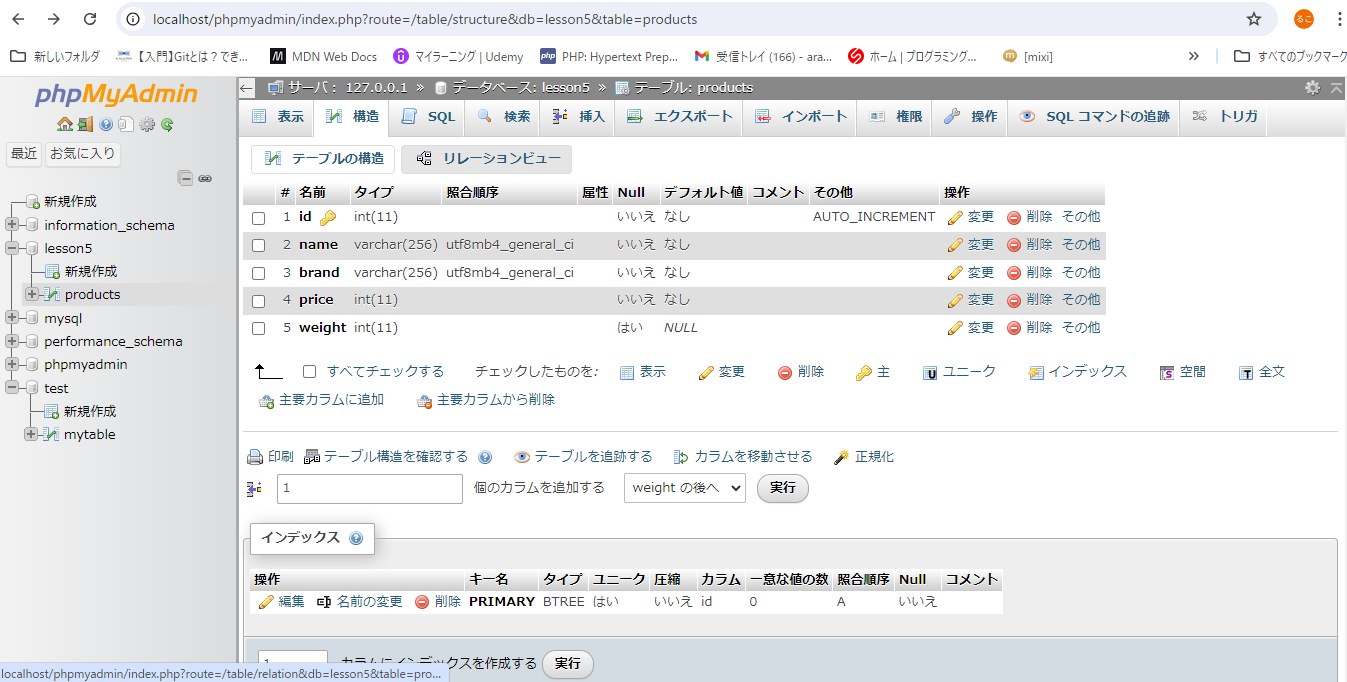 localhost/phpmyadmin/index.php?route=/table/structure&db=lesson5&table=products
るこ
新しいフォルダ 【入門】Gitとは？でき... MDN Web Docs マイラーニング | Udemy PHP: Hypertext Prep... 受信トレイ (166) - ara... ホーム | プログラミング... [mixi] » すべてのブックマーク
phpMyAdmin
最近 お気に入り
新規作成
information_schema
lesson5
新規作成
products
mysql
performance_schema
phpmyadmin
test
新規作成
mytable
サーバ： 127.0.0.1 » データベース: lesson5 » テーブル: products
表示 構造 SQL 検索 挿入 エクスポート インポート 権限 操作 SQL コマンドの追跡 トリガ
テーブルの構造 リレーションビュー
# 名前 タイプ 照合順序 属性 Null デフォルト値 コメント その他 操作
1 id int(11) いいえ なし AUTO_INCREMENT 変更 削除 その他
2 name varchar(256) utf8mb4_general_ci いいえ なし 変更 削除 その他
3 brand varchar(256) utf8mb4_general_ci いいえ なし 変更 削除 その他
4 price int(11) いいえ なし 変更 削除 その他
5 weight int(11) はい NULL 変更 削除 その他
すべてチェックする チェックしたものを: 表示 変更 削除 主 ユニーク インデックス 空間 全文
主要カラムに追加 主要カラムから削除
印刷 テーブル構造を確認する テーブルを追跡する カラムを移動させる 正規化
1 個のカラムを追加する weight の後へ 実行
インデックス
操作 キー名 タイプ ユニーク 圧縮 カラム 一意な値の数 照合順序 Null コメント
編集 名前の変更 削除 PRIMARY BTREE はい いいえ id 0 A いいえ
1 カラムにインデックスを作成する 実行
localhost/phpmyadmin/index.php?route=/table/relation&db=lesson5&table=pro...